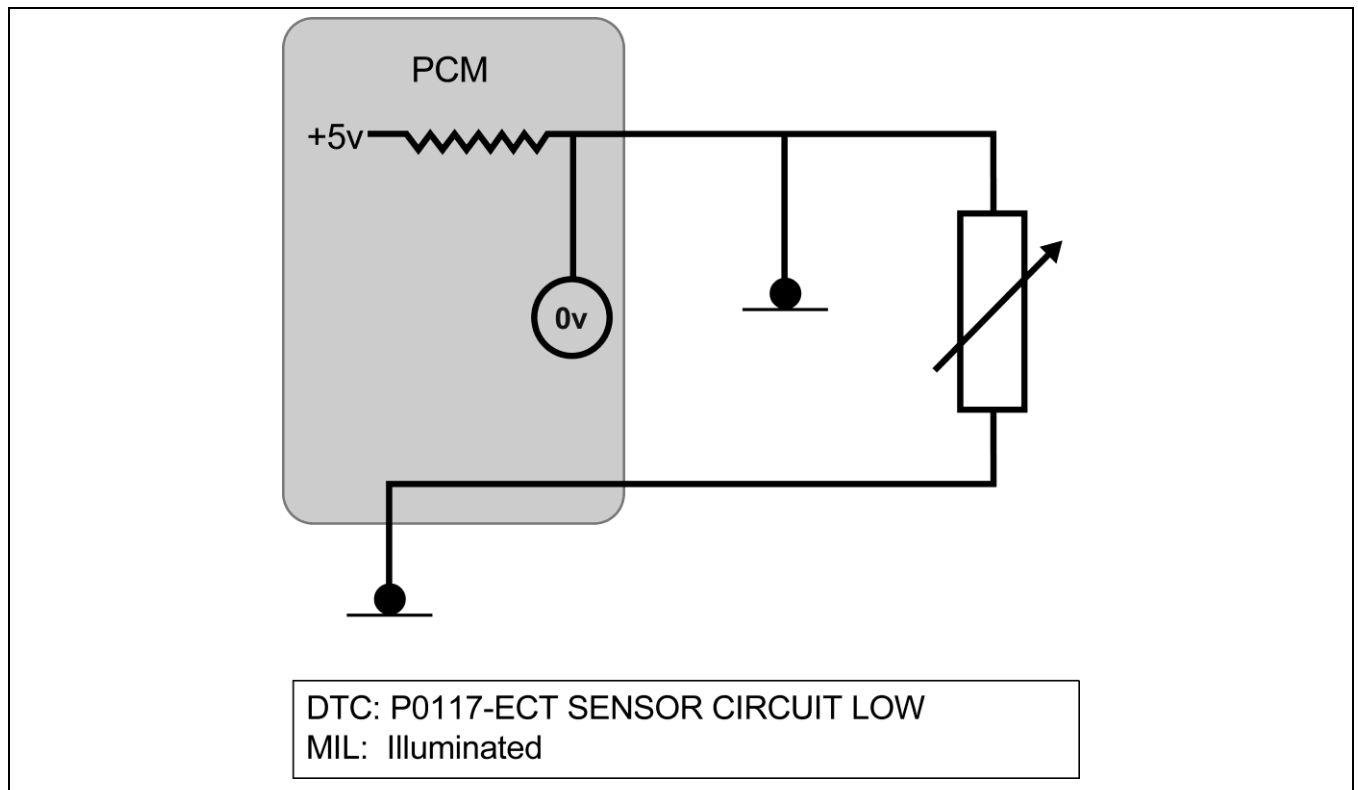 PCM
+5v
0v
DTC: P0117-ECT SENSOR CIRCUIT LOW
MIL: Illuminated